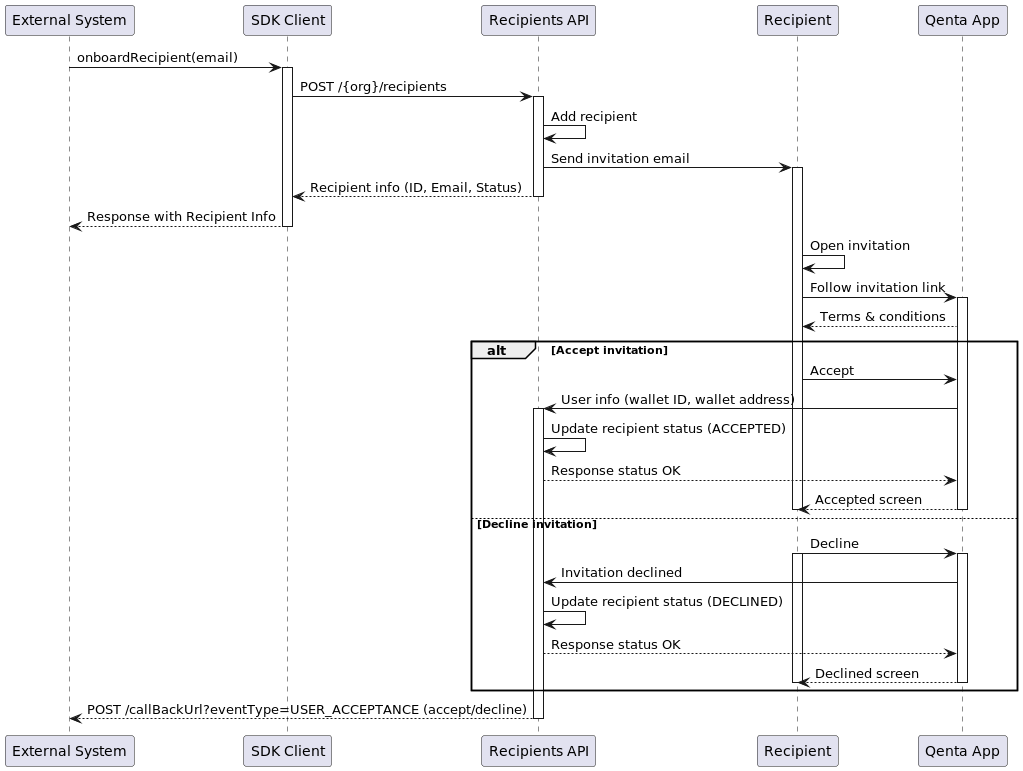 External System
SDK Client
Recipients API
Recipient
Qenta App
onboardRecipient(email)
POST /{org}/recipients
Add recipient
Send invitation email
Recipient info (ID, Email, Status)
Response with Recipient Info
Open invitation
Follow invitation link
Terms & conditions
alt
[Accept invitation]
Accept
User info (wallet ID, wallet address)
Update recipient status (ACCEPTED)
Response status OK
Accepted screen
[Decline invitation]
Decline
Invitation declined
Update recipient status (DECLINED)
Response status OK
Declined screen
POST /callBackUrl?eventType=USER_ACCEPTANCE (accept/decline)
External System
SDK Client
Recipients API
Recipient
Qenta App